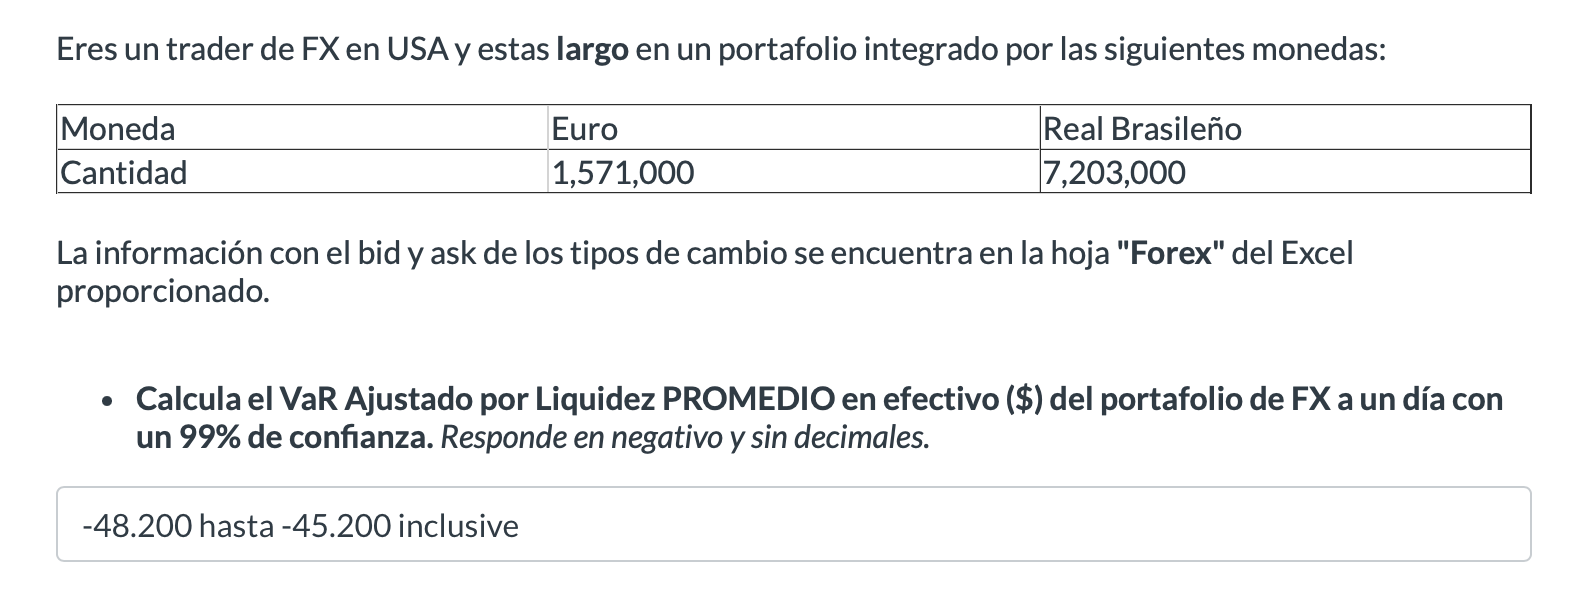 Eres un trader de FX en USA y estas largo en un portafolio integrado por las siguientes monedas:
Moneda Euro Real Brasileño
Cantidad 1,571,000 7,203,000
La información con el bid y ask de los tipos de cambio se encuentra en la hoja "Forex" del Excel
proporcionado.
• Calcula el VaR Ajustado por Liquidez PROMEDIO en efectivo ($) del portafolio de FX a un día con
un 99% de confianza. Responde en negativo y sin decimales.
-48.200 hasta -45.200 inclusive